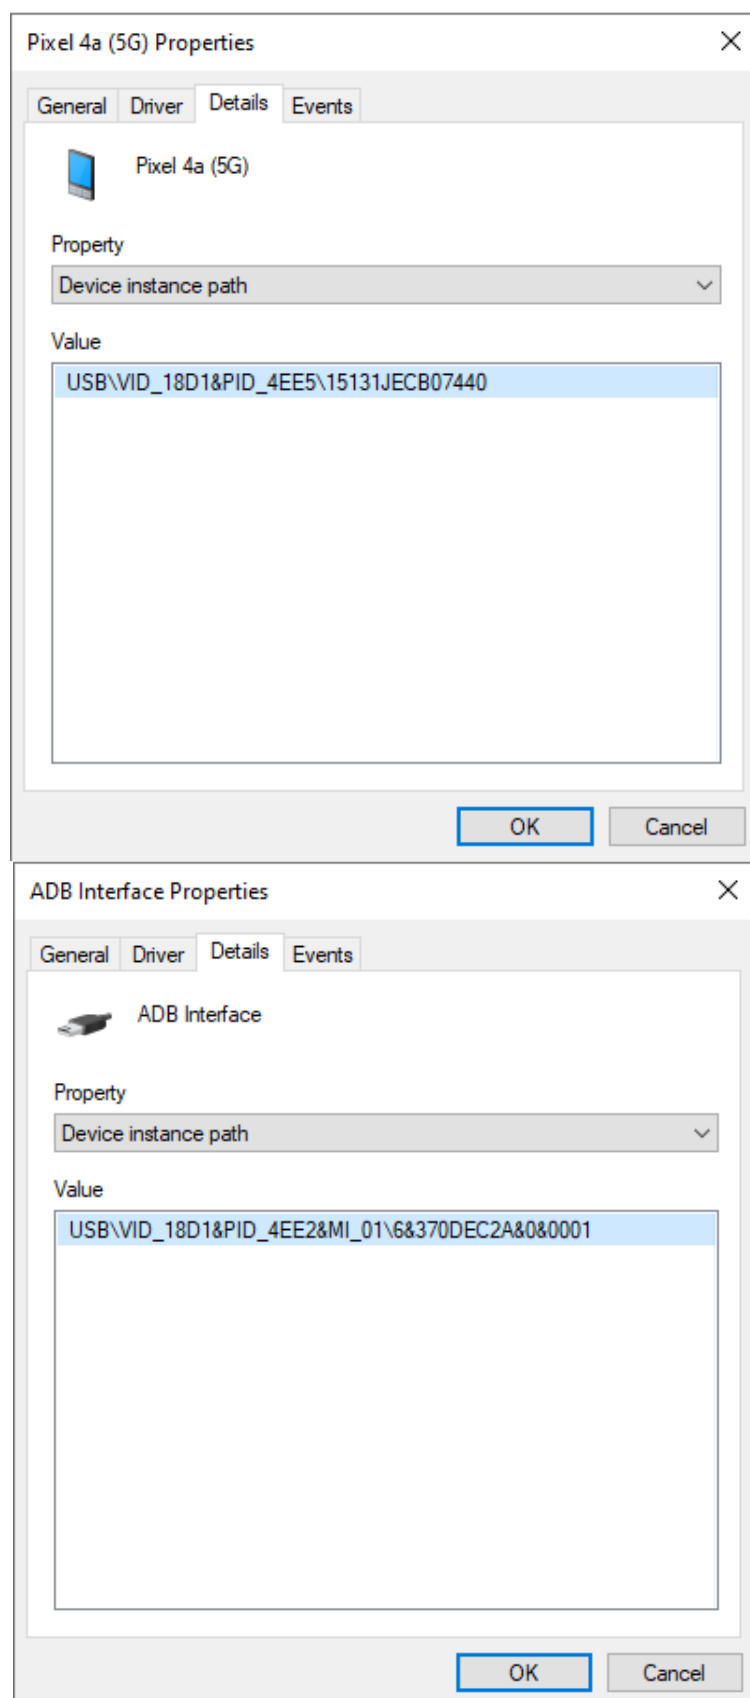 Pixel 4a (5G) Properties
General Driver Details Events
Pixel 4a (5G)
Property
Device instance path
Value
USB\VID_18D1&PID_4EE5\15131JECB07440
OK Cancel
ADB Interface Properties
General Driver Details Events
ADB Interface
Property
Device instance path
Value
USB\VID_18D1&PID_4EE2&MI_01\6&370DEC2A&0&0001
OK Cancel